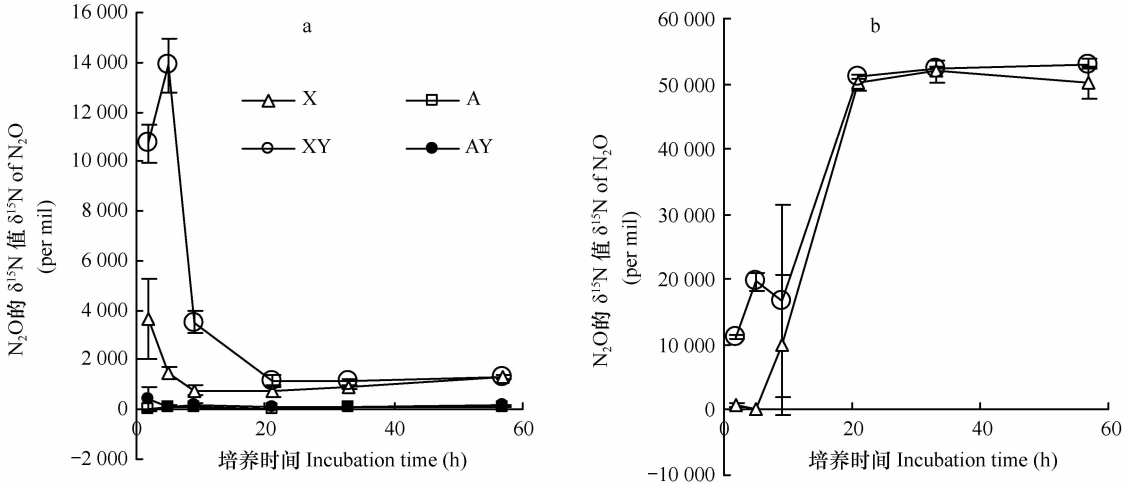 a
16 000
14 000
12 000
10 000
8 000
6 000
4 000
2 000
0
−2 000
N₂O的 δ¹⁵N 值 δ¹⁵N of N₂O
(per mil)
X
A
XY
AY
0 20 40 60
培养时间 Incubation time (h)
b
60 000
50 000
40 000
30 000
20 000
10 000
0
−10 000
N₂O的 δ¹⁵N 值 δ¹⁵N of N₂O
(per mil)
0 20 40 60
培养时间 Incubation time (h)